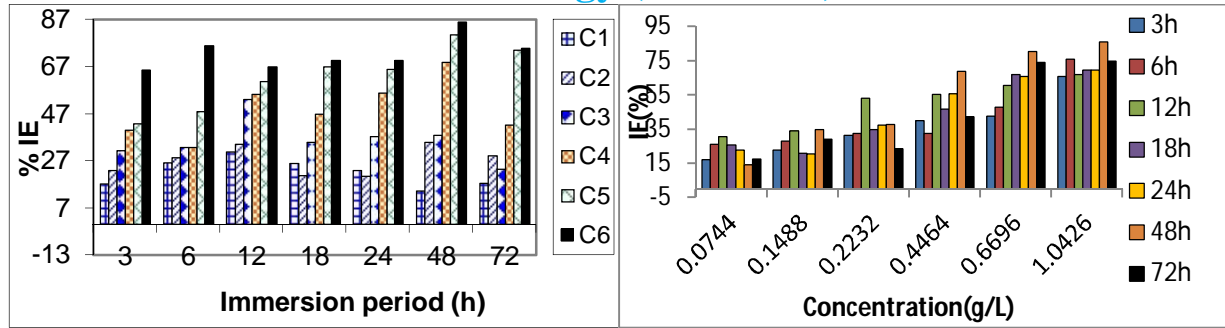 87
67
47
27
7
-13
% IE
3 6 12 18 24 48 72
Immersion period (h)
C1
C2
C3
C4
C5
C6
95
75
55
35
15
-5
IE(%)
0.0744 0.1488 0.2232 0.4464 0.6696 1.0426
Concentration(g/L)
3h
6h
12h
18h
24h
48h
72h